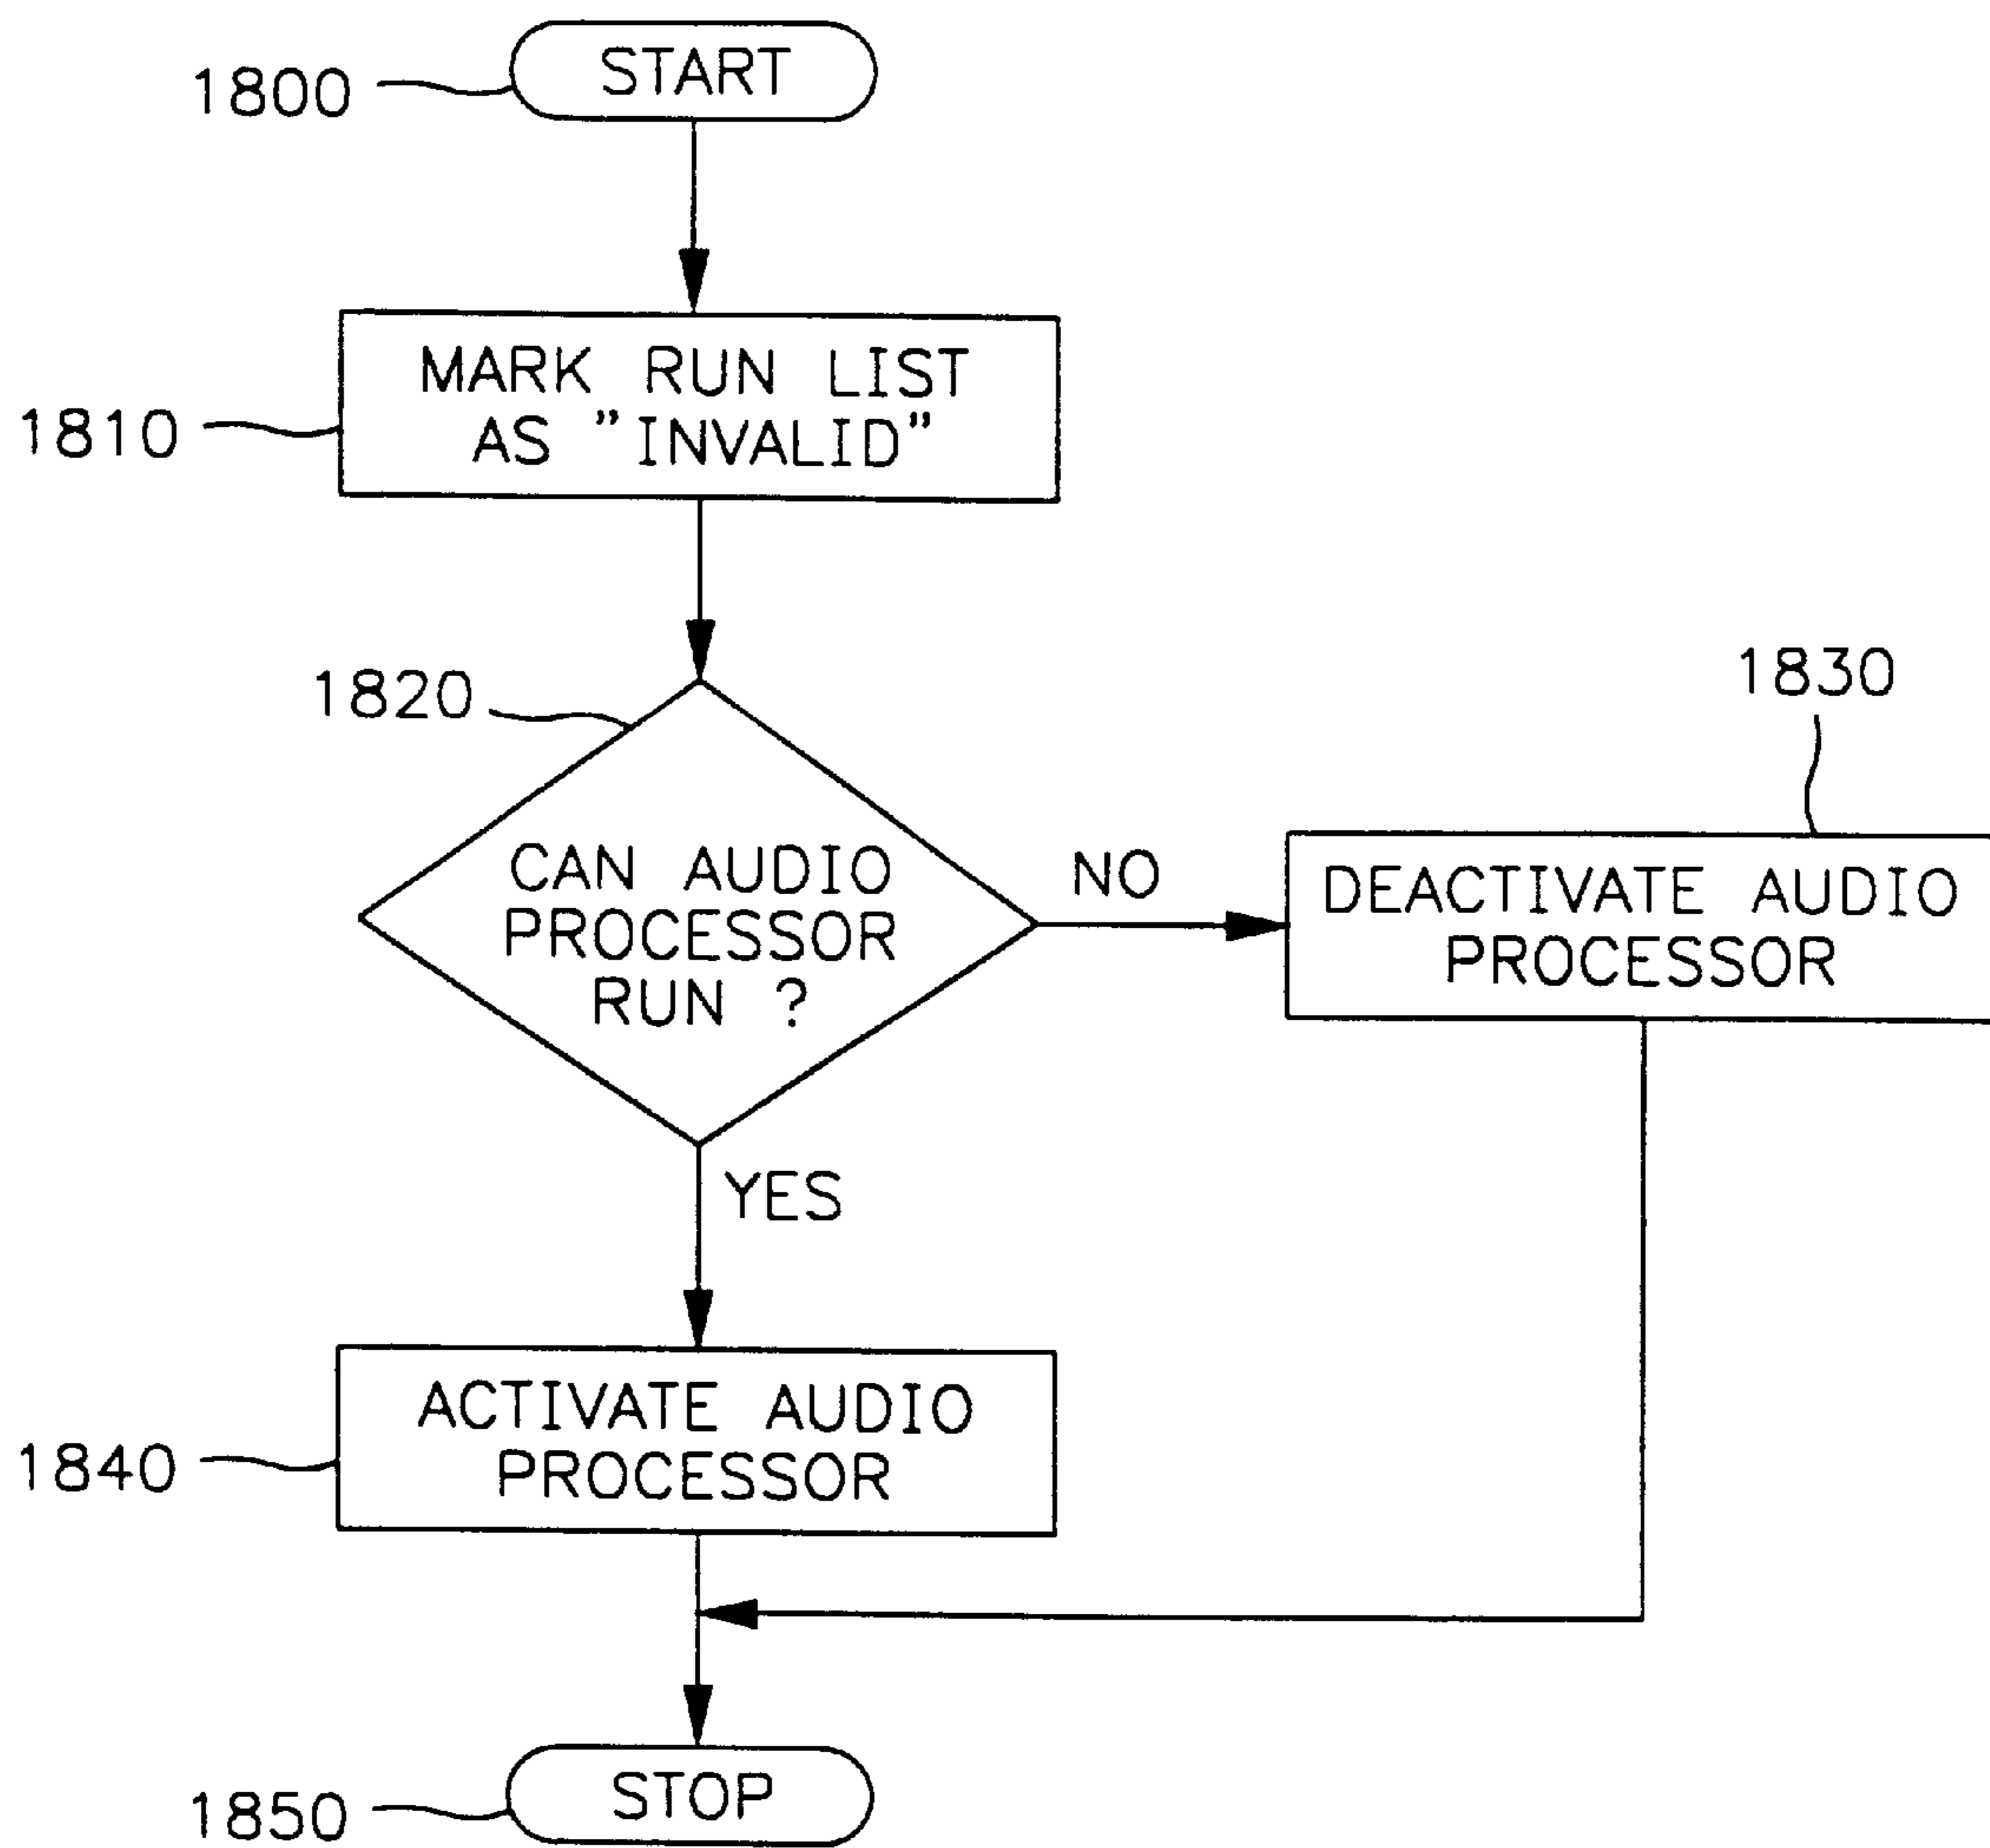 1800
START
1810
MARK RUN LIST
AS "INVALID"
1820
CAN AUDIO
PROCESSOR
RUN ?
NO
1830
DEACTIVATE AUDIO
PROCESSOR
YES
1840
ACTIVATE AUDIO
PROCESSOR
1850
STOP